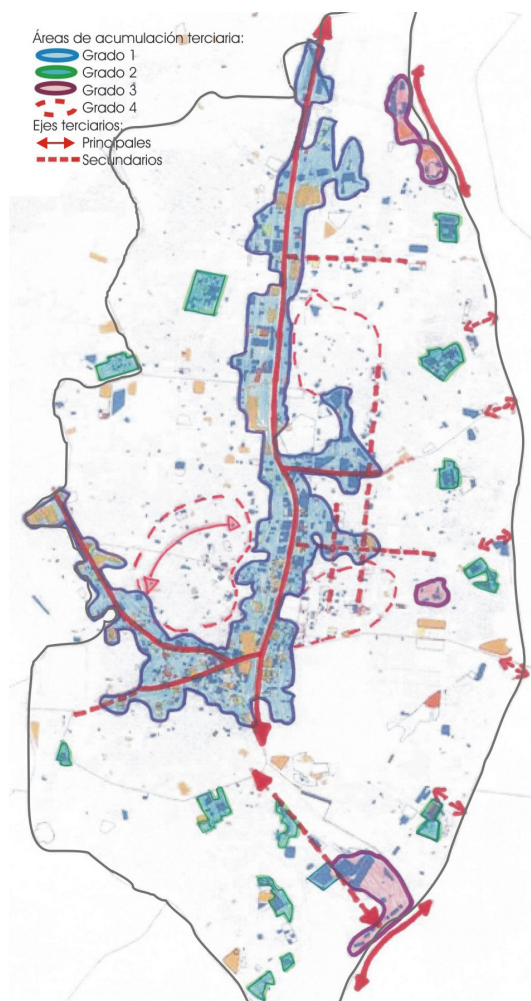 Áreas de acumulación terciaria:
Grado 1
Grado 2
Grado 3
Grado 4
Ejes terciarios:
Principales
Secundarios